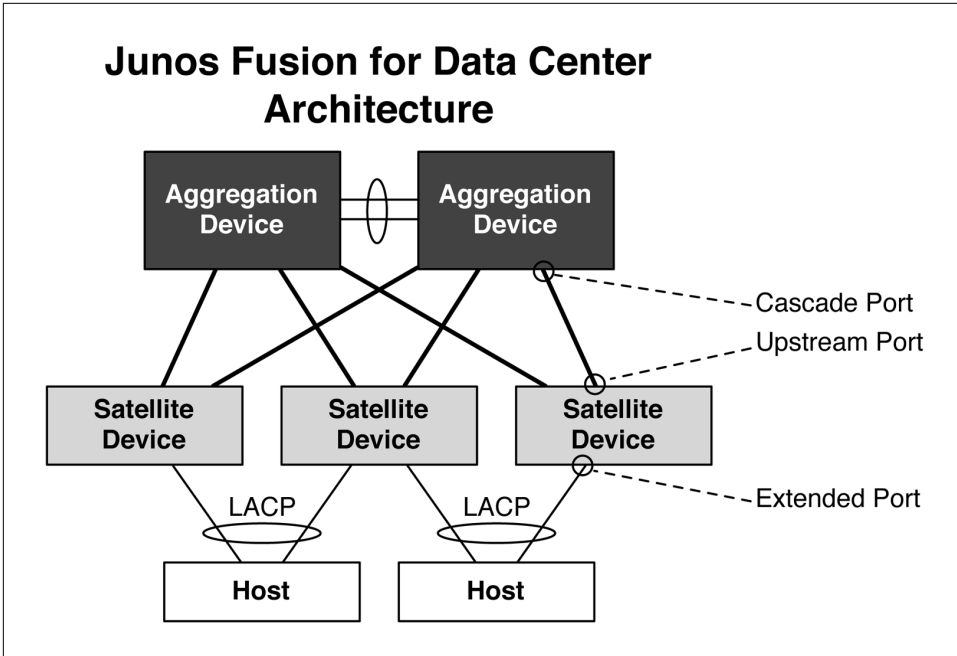 Junos Fusion for Data Center
Architecture
Aggregation
Device
Aggregation
Device
Cascade Port
Upstream Port
Satellite
Device
Satellite
Device
Satellite
Device
Extended Port
LACP
LACP
Host
Host